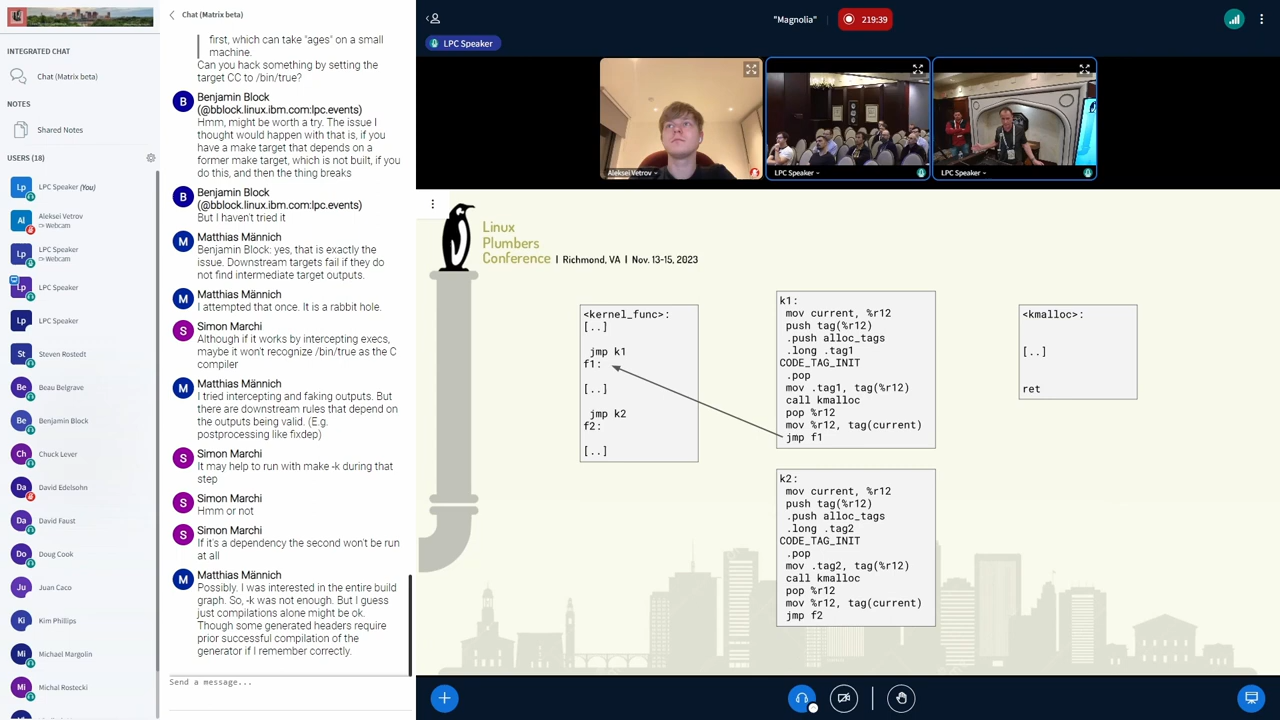 INTEGRATED CHAT
Chat (Matrix beta)
NOTES
Shared Notes
USERS (18)
Lp LPC Speaker (You)
Al Aleksei Vetrov
Webcam
Lp LPC Speaker
Webcam
Lp LPC Speaker
Lp LPC Speaker
St Steven Rostedt
Be Beau Belgrave
Be Benjamin Block
Ch Chuck Lever
Da David Edelsohn
Da David Faust
Do Doug Cook
Ju Juan Caco
Ki Kim Phillips
Mi Michael Margolin
Mi Michal Rostecki
Chat (Matrix beta)
first, which can take "ages" on a small
machine.
Can you hack something by setting the
target CC to /bin/true?
B Benjamin Block
(@bblock.linux.ibm.com:lpc.events)
Hmm, might be worth a try. The issue I
thought would happen with that is, if you
have a make target that depends on a
former make target, which is not built, if you
do this, and then the thing breaks
B Benjamin Block
(@bblock.linux.ibm.com:lpc.events)
But I haven't tried it
M Matthias Männich
Benjamin Block: yes, that is exactly the
issue. Downstream targets fail if they do
not find intermediate target outputs.
M Matthias Männich
I attempted that once. It is a rabbit hole.
S Simon Marchi
Although if it works by intercepting execs,
maybe it won't recognize /bin/true as the C
compiler
M Matthias Männich
I tried intercepting and faking outputs. But
there are downstream rules that depend on
the outputs being valid. (E.g.
postprocessing like fixdep)
S Simon Marchi
It may help to run with make -k during that
step
S Simon Marchi
Hmm or not
S Simon Marchi
If it's a dependency the second won't be run
at all
M Matthias Männich
Possibly. I was interested in the entire build
graph. So, -k was not enough. But I guess
just compilations alone might be ok.
Though some generated headers require
prior successful compilation of the
generator if I remember correctly.
Send a message...
"Magnolia"
219:39
LPC Speaker
Aleksei Vetrov
LPC Speaker
LPC Speaker
Linux
Plumbers
Conference | Richmond, VA | Nov. 13-15, 2023
<kernel_func>:
[..]
jmp k1
f1:
[..]
jmp k2
f2:
[..]
k1:
mov current, %r12
push tag(%r12)
.push alloc_tags
.long .tag1
CODE_TAG_INIT
.pop
mov .tag1, tag(%r12)
call kmalloc
pop %r12
mov %r12, tag(current)
jmp f1
k2:
mov current, %r12
push tag(%r12)
.push alloc_tags
.long .tag2
CODE_TAG_INIT
.pop
mov .tag2, tag(%r12)
call kmalloc
pop %r12
mov %r12, tag(current)
jmp f2
<kmalloc>:
[..]
ret